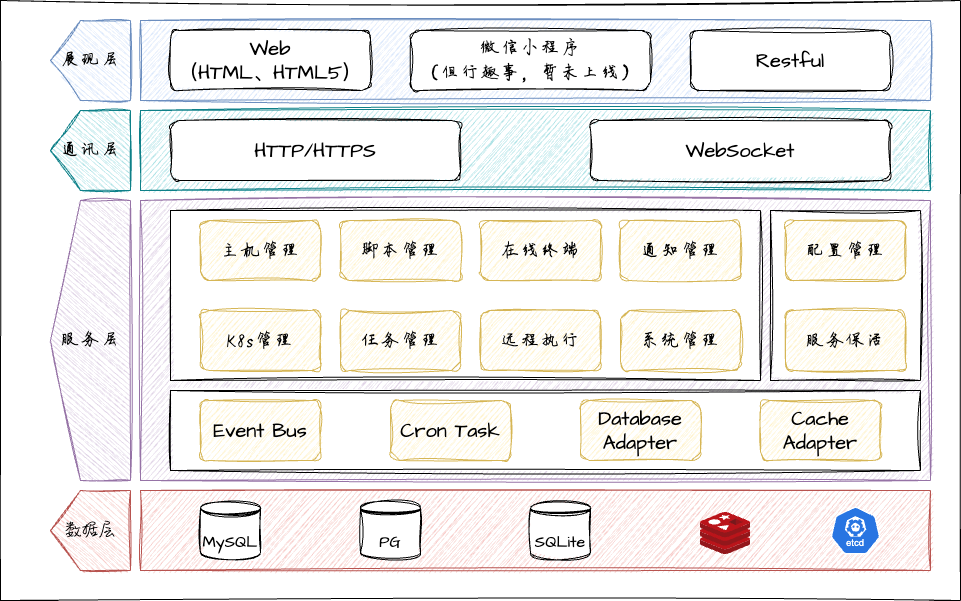 展现层
Web
（HTML、HTML5）
微信小程序
（但行趣事，暂未上线）
Restful
通讯层
HTTP/HTTPS
WebSocket
服务层
主机管理
脚本管理
在线终端
通知管理
配置管理
K8s管理
任务管理
远程执行
系统管理
服务保活
Event Bus
Cron Task
Database
Adapter
Cache
Adapter
数据层
MySQL
PG
SQLite
etcd